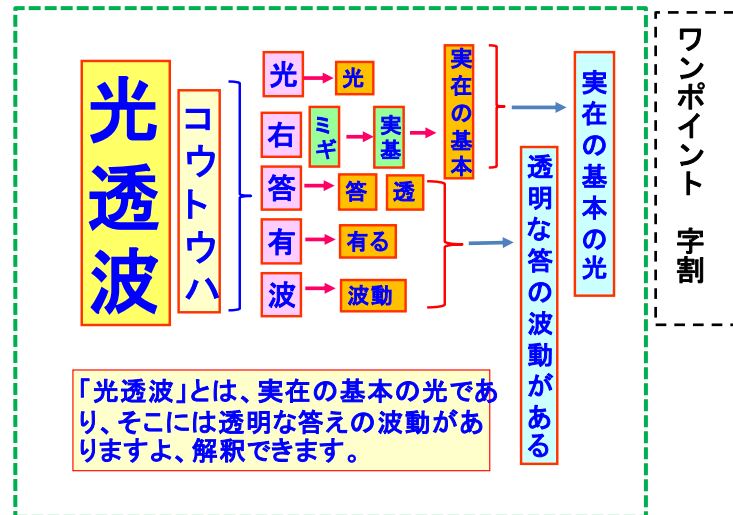 ワンポイント 字割
光透波
コウトウハ
光
光
右
ミギ
実基
実在の基本
答
答
透
有
有る
波
波動
実在の基本の光
透明な答の波動がある
「光透波」とは、実在の基本の光であ
り、そこには透明な答えの波動があ
りますよ、解釈できます。